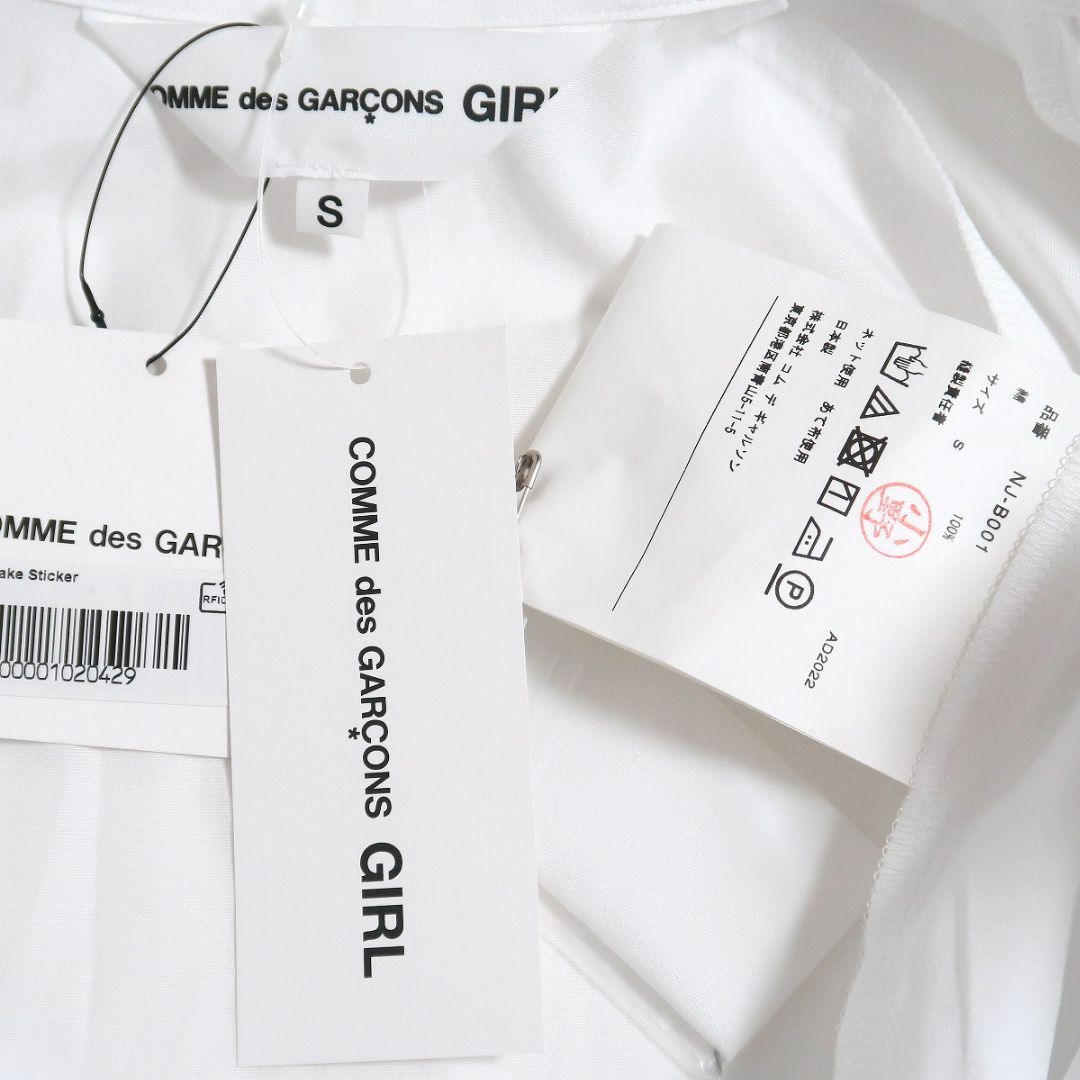 OMME des GARÇONS GIRL
S
OMME des GAR
ake Sticker
RFID
00001020429
COMME des GARÇONS GIRL
品番 NJ-B001
綿 100%
サイズ S
縫製責任者
小野
ネット使用 あて布使用
日本製
株式会社 コム デ ギャルソン
東京都港区南青山5-11-5
P
AD2022